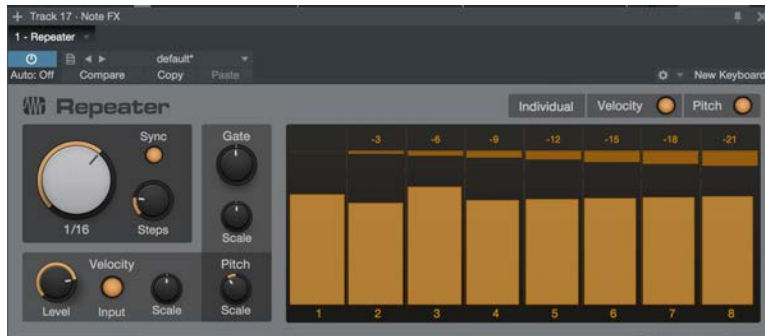 Track 17 - Note FX
1 - Repeater
default*
Auto: Off Compare Copy Paste New Keyboard
Repeater Individual Velocity Pitch
Sync Gate -3 -6 -9 -12 -15 -18 -21
1/16 Steps Scale
Velocity Pitch
Level Input Scale Scale 1 2 3 4 5 6 7 8